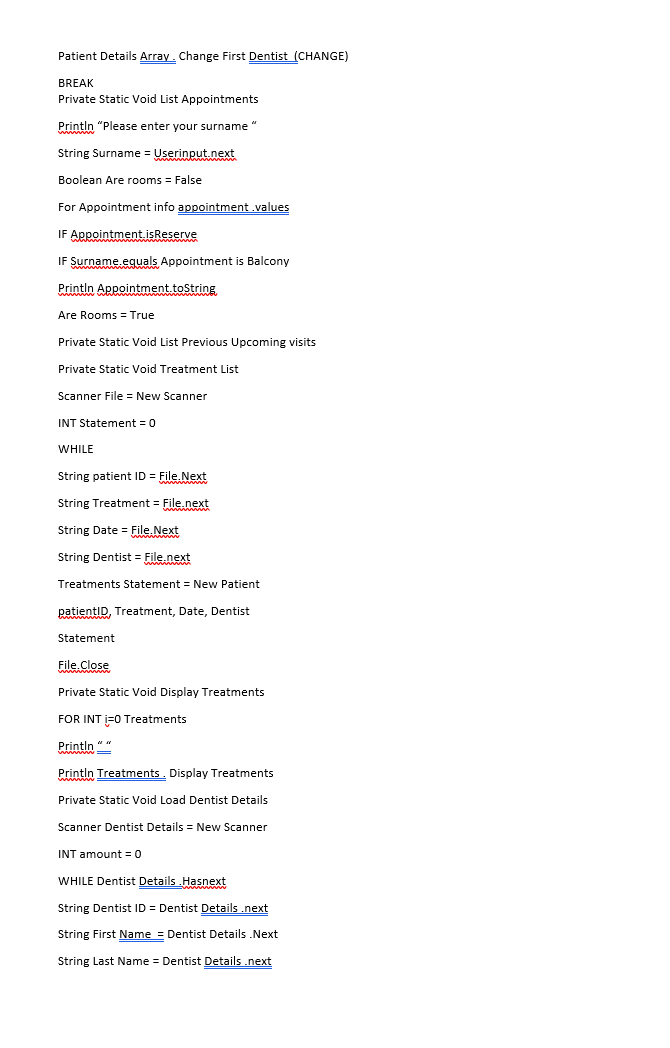 Patient Details Array . Change First Dentist  (CHANGE)
BREAK
Private Static Void List Appointments
Println “Please enter your surname “
String Surname = Userinput.next
Boolean Are rooms = False
For Appointment info appointment .values
IF Appointment.isReserve
IF Surname.equals Appointment is Balcony
Println Appointment.toString
Are Rooms = True
Private Static Void List Previous Upcoming visits
Private Static Void Treatment List
Scanner File = New Scanner
INT Statement = 0
WHILE
String patient ID = File.Next
String Treatment = File.next
String Date = File.Next
String Dentist = File.next
Treatments Statement = New Patient
patientID, Treatment, Date, Dentist
Statement
File.Close
Private Static Void Display Treatments
FOR INT i=0 Treatments
Println “ “
Println Treatments . Display Treatments
Private Static Void Load Dentist Details
Scanner Dentist Details = New Scanner
INT amount = 0
WHILE Dentist Details .Hasnext
String Dentist ID = Dentist Details .next
String First Name  = Dentist Details .Next
String Last Name = Dentist Details .next